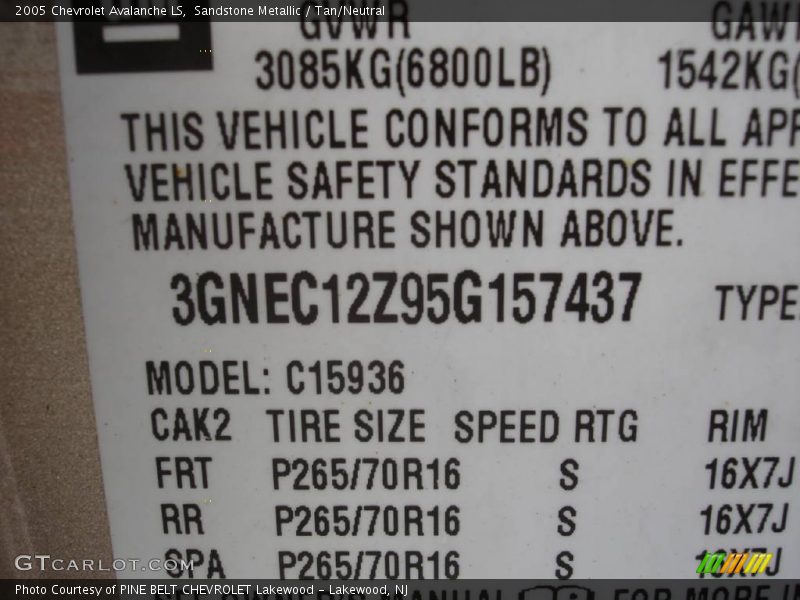 2005 Chevrolet Avalanche LS, Sandstone Metallic / Tan/Neutral
GVWR GAWR
3085KG(6800LB) 1542KG(
THIS VEHICLE CONFORMS TO ALL APP
VEHICLE SAFETY STANDARDS IN EFFE
MANUFACTURE SHOWN ABOVE.
3GNEC12Z95G157437 TYPE
MODEL: C15936
CAK2 TIRE SIZE SPEED RTG RIM
FRT P265/70R16 S 16X7J
RR P265/70R16 S 16X7J
SPA P265/70R16 S 16X7J
GTCARLOT.COM
Photo Courtesy of PINE BELT CHEVROLET Lakewood - Lakewood, NJ